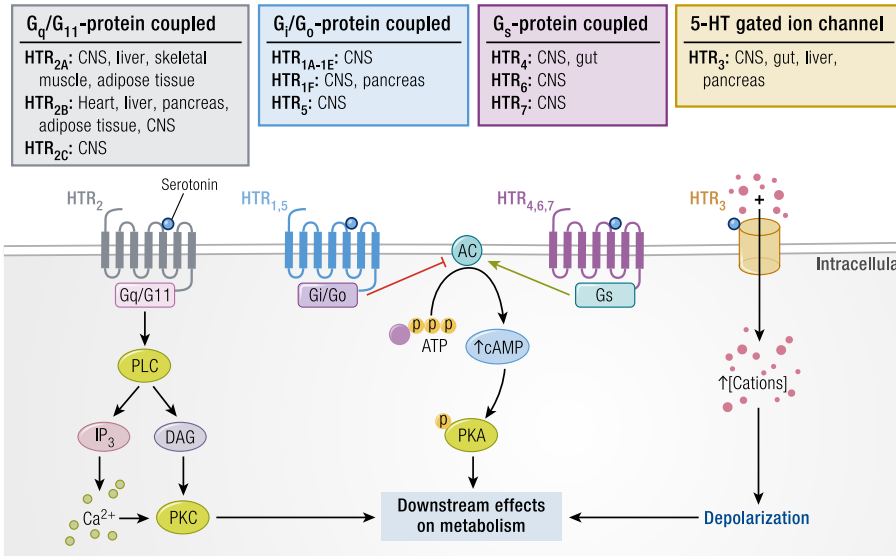 Gq/G11-protein coupled
HTR2A: CNS, liver, skeletal
muscle, adipose tissue
HTR2B: Heart, liver, pancreas,
adipose tissue, CNS
HTR2C: CNS
Gi/Go-protein coupled
HTR1A-1E: CNS
HTR1F: CNS, pancreas
HTR5: CNS
Gs-protein coupled
HTR4: CNS, gut
HTR6: CNS
HTR7: CNS
5-HT gated ion channel
HTR3: CNS, gut, liver,
pancreas
Serotonin
HTR2
HTR1,5
HTR4,6,7
HTR3
+
AC
Intracellular
Gq/G11
Gi/Go
Gs
p p p
ATP
↑cAMP
PLC
↑[Cations]
p
PKA
IP3
DAG
Ca2+
PKC
Downstream effects
on metabolism
Depolarization